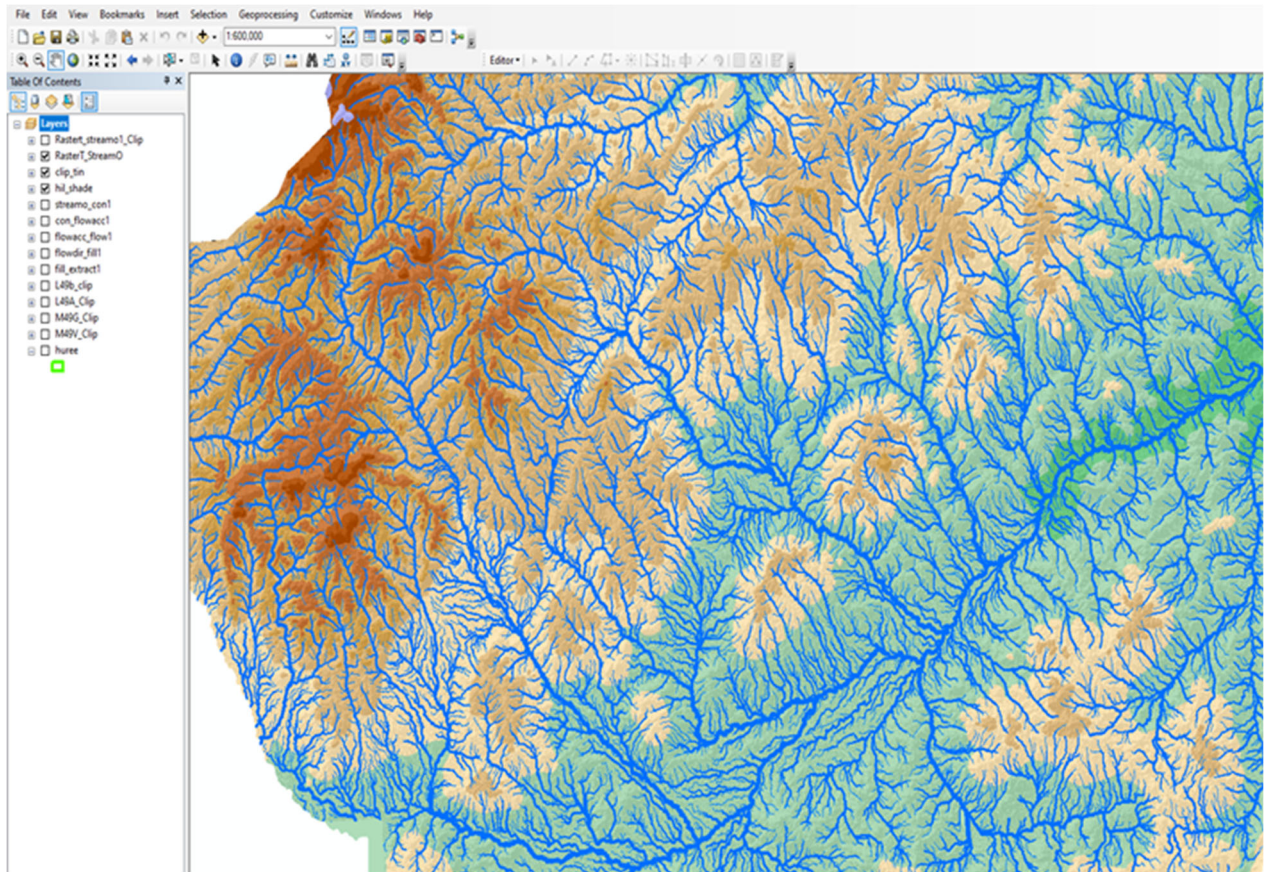 File Edit View Bookmarks Insert Selection Geoprocessing Customize Windows Help
1:600,000
Editor
Table Of Contents
Layers
Rastert_streamo1_Clip
RasterT_StreamO
clip_tin
hil_shade
streamo_con1
con_flowacc1
flowacc_flow1
flowdir_fill1
fill_extract1
L49b_clip
L49A_Clip
M49G_Clip
M49V_Clip
huree